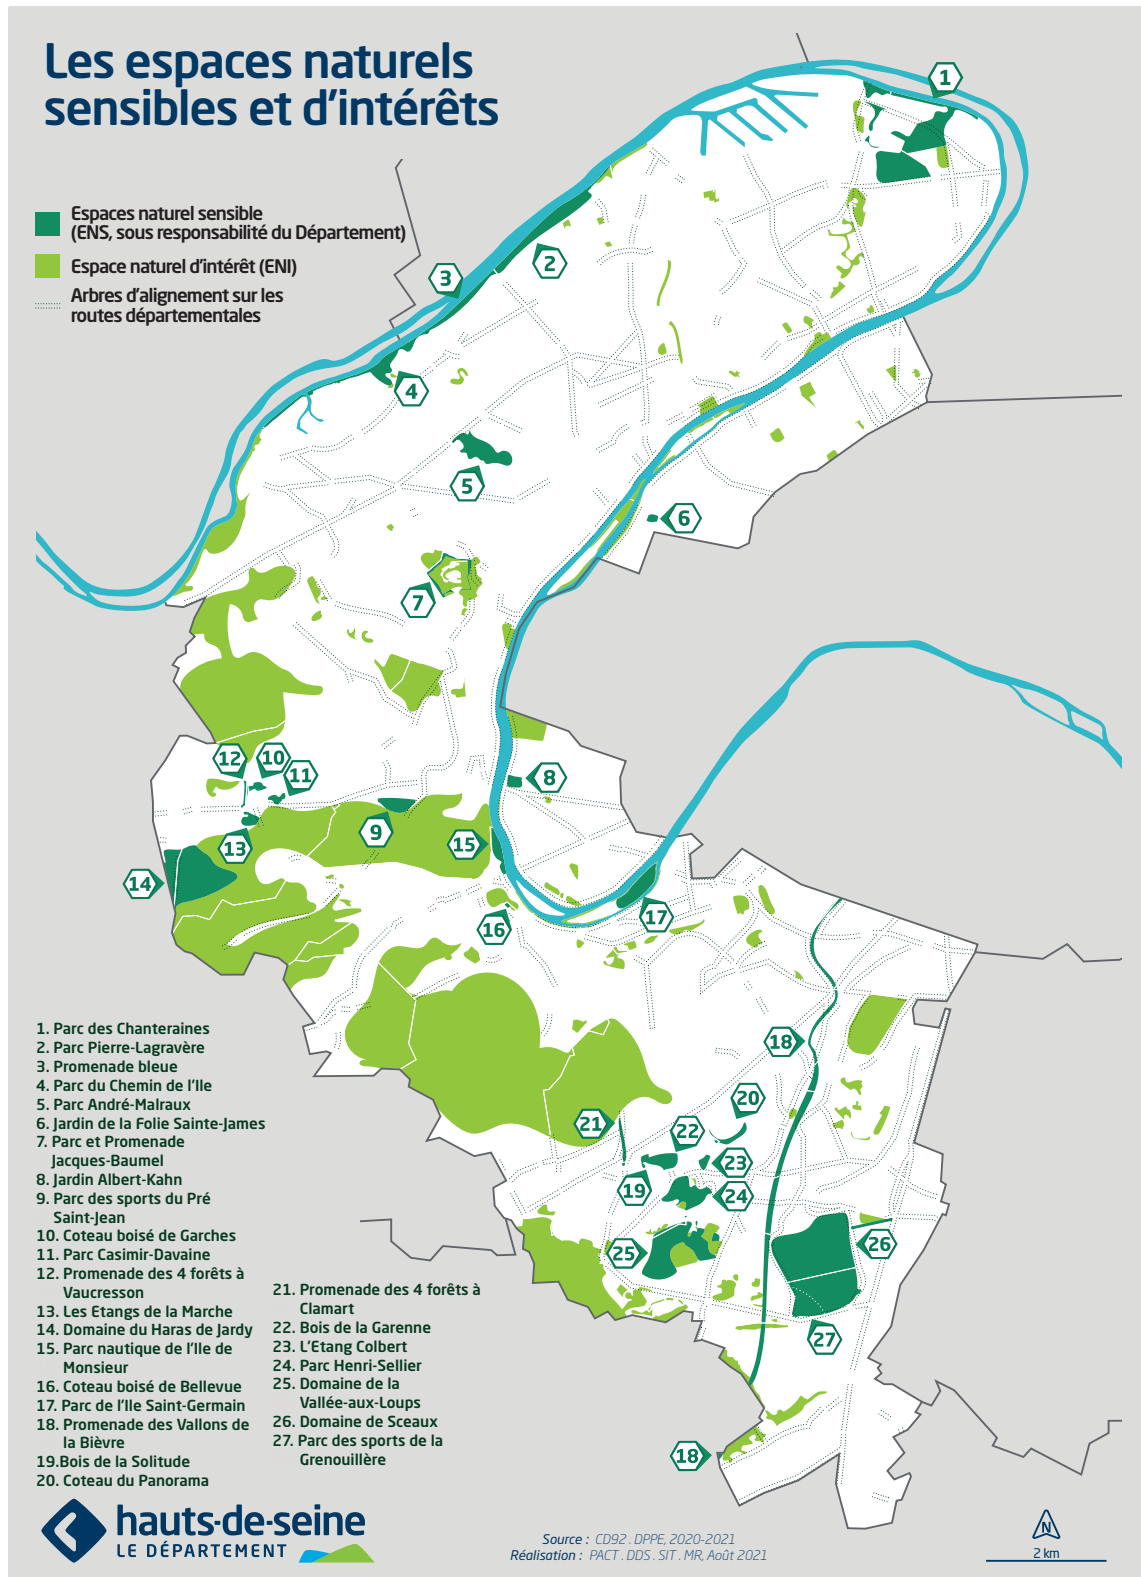 Les espaces naturels
sensibles et d'intérêts
Espaces naturel sensible
(ENS, sous responsabilité du Département)
Espace naturel d'intérêt (ENI)
Arbres d'alignement sur les
routes départementales
1
2
3
4
5
6
7
8
12
10
11
9
13
15
14
16
17
18
20
21
22
23
19
24
25
26
27
18
1. Parc des Chanteraines
2. Parc Pierre-Lagravère
3. Promenade bleue
4. Parc du Chemin de l'Ile
5. Parc André-Malraux
6. Jardin de la Folie Sainte-James
7. Parc et Promenade
Jacques-Baumel
8. Jardin Albert-Kahn
9. Parc des sports du Pré
Saint-Jean
10. Coteau boisé de Garches
11. Parc Casimir-Davaine
12. Promenade des 4 forêts à
Vaucresson
13. Les Etangs de la Marche
14. Domaine du Haras de Jardy
15. Parc nautique de l'Ile de
Monsieur
16. Coteau boisé de Bellevue
17. Parc de l'Ile Saint-Germain
18. Promenade des Vallons de
la Bièvre
19.Bois de la Solitude
20. Coteau du Panorama
21. Promenade des 4 forêts à
Clamart
22. Bois de la Garenne
23. L'Etang Colbert
24. Parc Henri-Sellier
25. Domaine de la
Vallée-aux-Loups
26. Domaine de Sceaux
27. Parc des sports de la
Grenouillère
hauts-de-seine
LE DÉPARTEMENT
Source : CD92 . DPPE, 2020-2021
Réalisation : PACT . DDS . SIT . MR, Août 2021
N
2 km